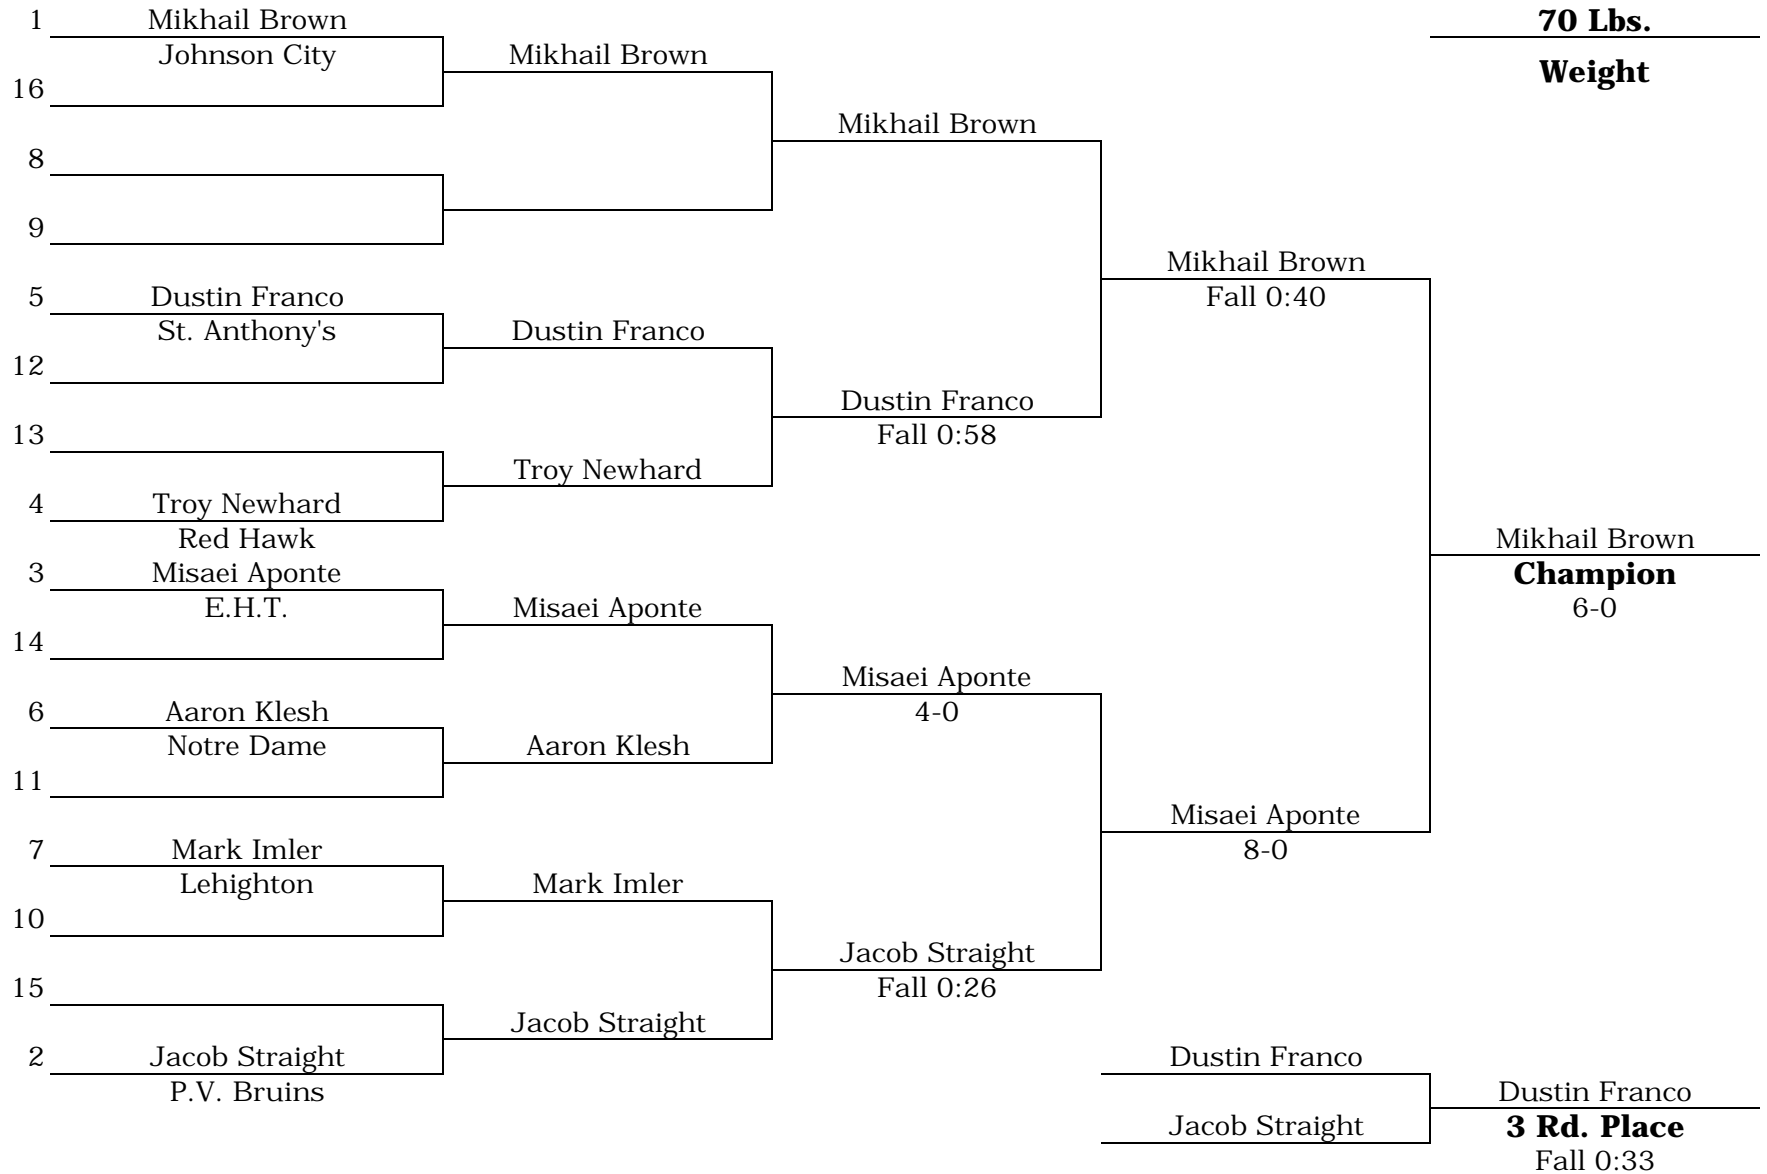 1 Mikhail Brown
Johnson City
16
8
9
5 Dustin Franco
St. Anthony's
12
13
4 Troy Newhard
Red Hawk
3 Misaei Aponte
E.H.T.
14
6 Aaron Klesh
Notre Dame
11
7 Mark Imler
Lehighton
10
15
2 Jacob Straight
P.V. Bruins
Mikhail Brown
Dustin Franco
Troy Newhard
Misaei Aponte
Aaron Klesh
Mark Imler
Jacob Straight
Mikhail Brown
Dustin Franco
Fall 0:58
Misaei Aponte
4-0
Jacob Straight
Fall 0:26
Mikhail Brown
Fall 0:40
Misaei Aponte
8-0
Dustin Franco
Jacob Straight
70 Lbs.
Weight
Mikhail Brown
Champion
6-0
Dustin Franco
3 Rd. Place
Fall 0:33